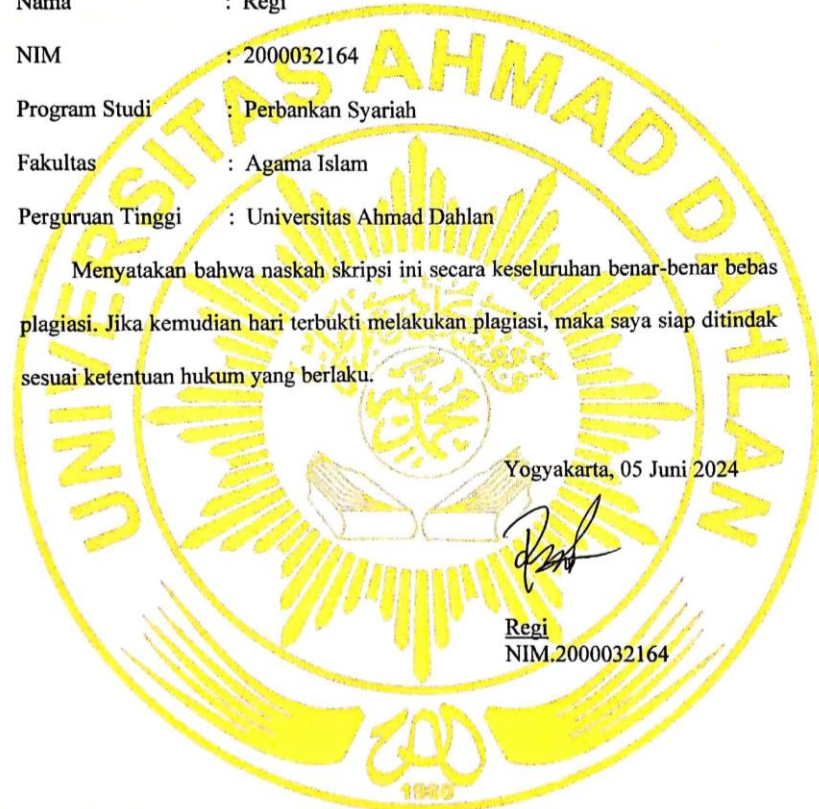 Nama : Regi
NIM : 2000032164
Program Studi : Perbankan Syariah
Fakultas : Agama Islam
Perguruan Tinggi : Universitas Ahmad Dahlan
Menyatakan bahwa naskah skripsi ini secara keseluruhan benar-benar bebas
plagiasi. Jika kemudian hari terbukti melakukan plagiasi, maka saya siap ditindak
sesuai ketentuan hukum yang berlaku.
Yogyakarta, 05 Juni 2024
Regi
NIM.2000032164
UNIVERSITAS AHMAD DAHLAN
1960